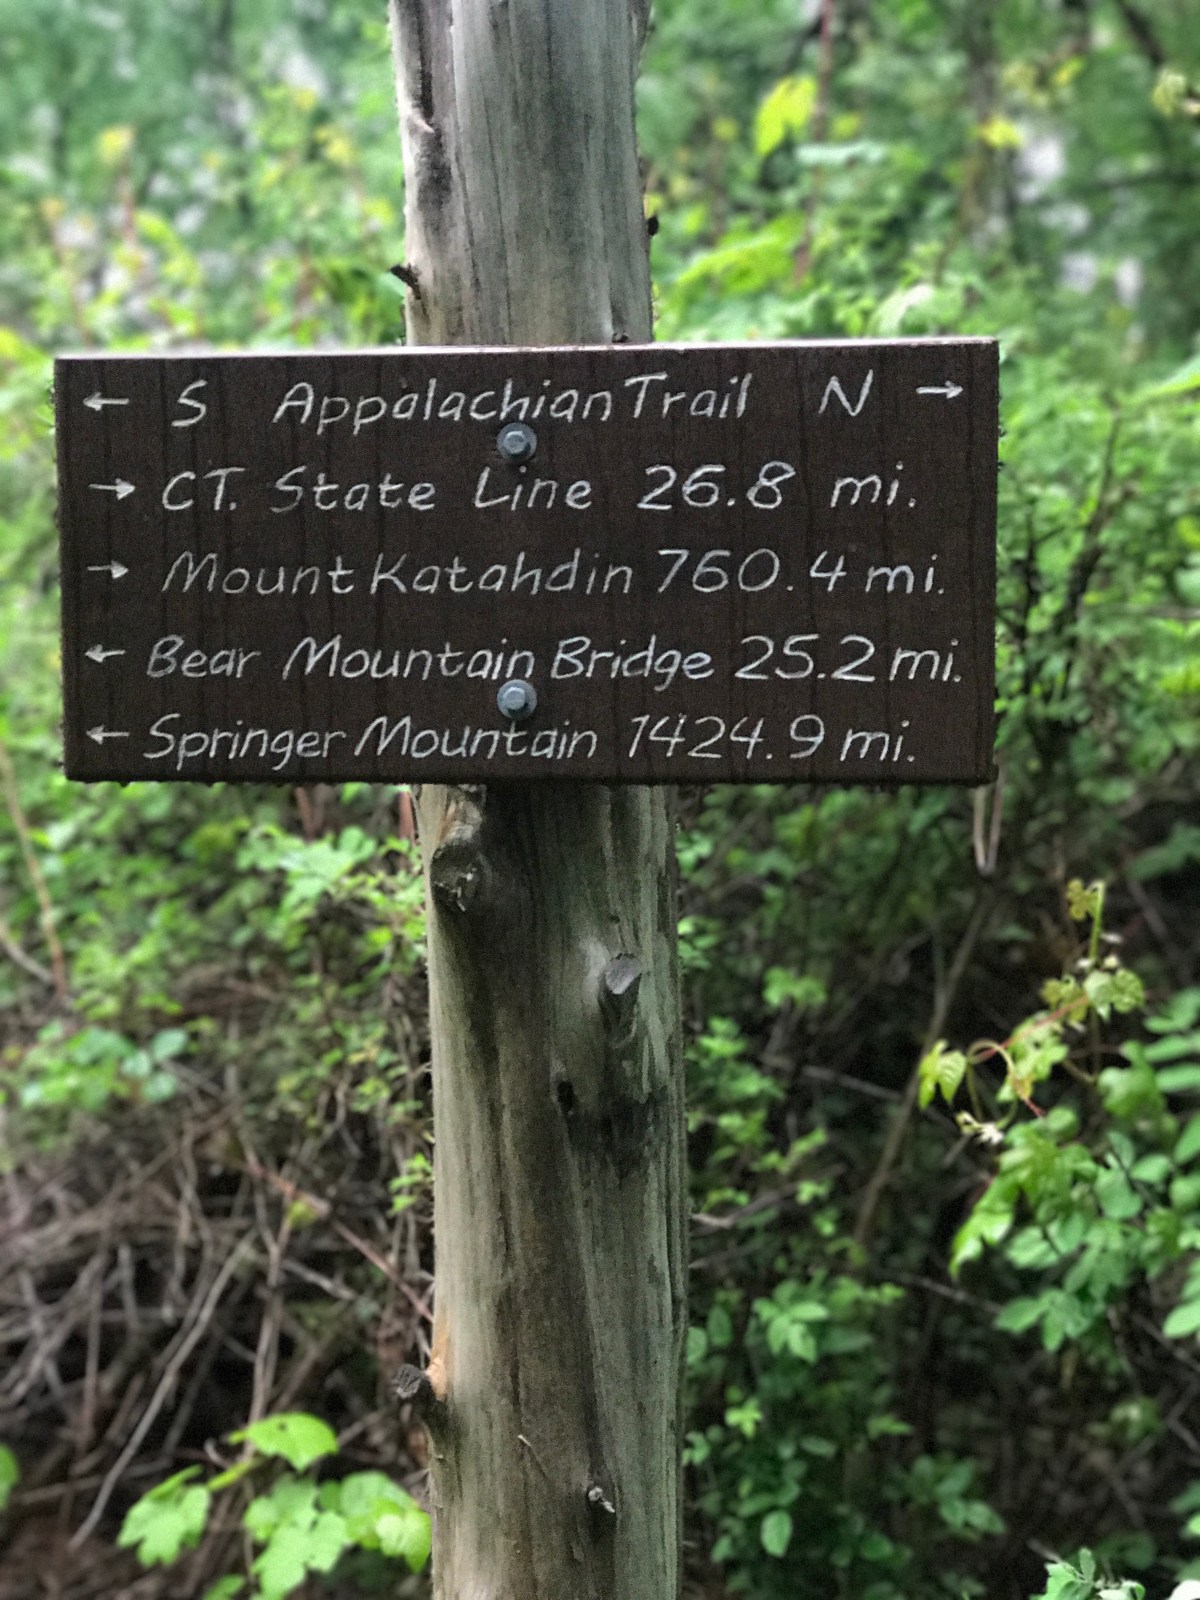 ← S Appalachian Trail N →
→ CT. State Line 26.8 mi.
→ Mount Katahdin 760.4 mi.
← Bear Mountain Bridge 25.2 mi.
← Springer Mountain 1424.9 mi.